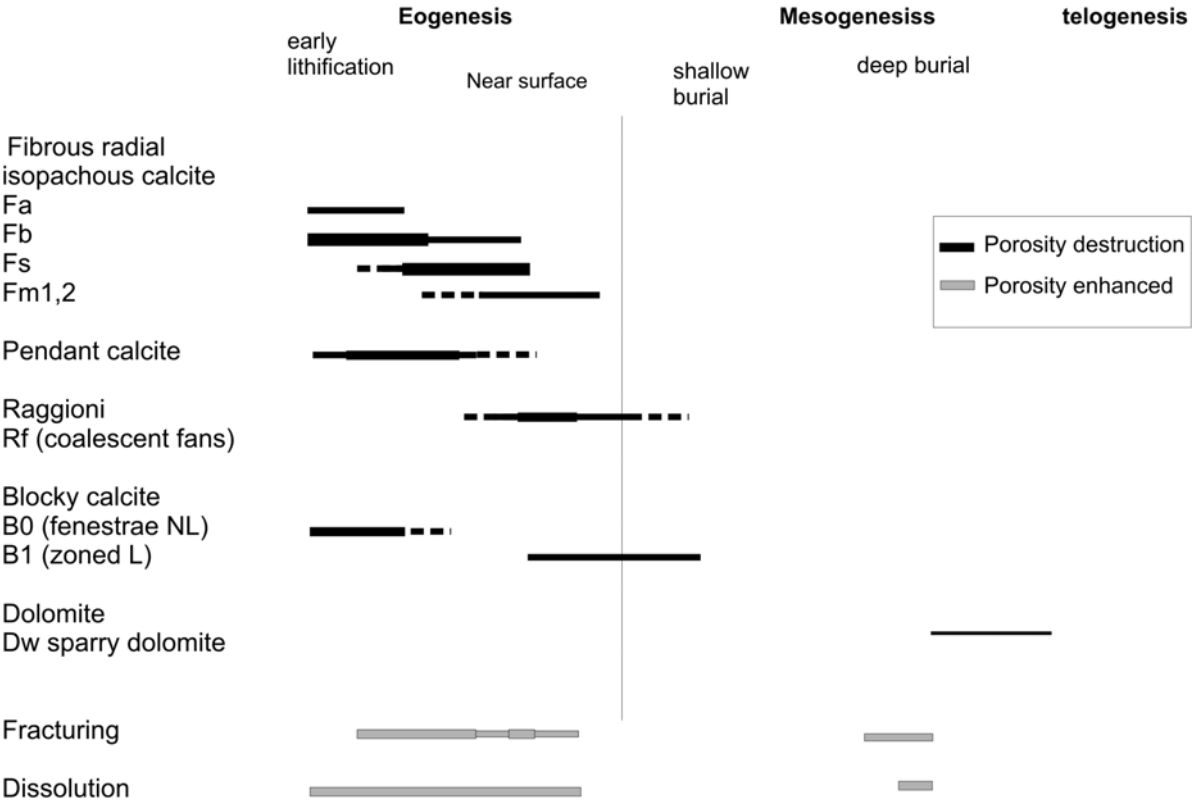 Eogenesis Mesogenesiss telogenesis
early
lithification
Near surface
shallow
burial
deep burial
Fibrous radial
isopachous calcite
Fa
Fb
Fs
Fm1,2
Pendant calcite
Raggioni
Rf (coalescent fans)
Blocky calcite
B0 (fenestrae NL)
B1 (zoned L)
Dolomite
Dw sparry dolomite
Fracturing
Dissolution
Porosity destruction
Porosity enhanced